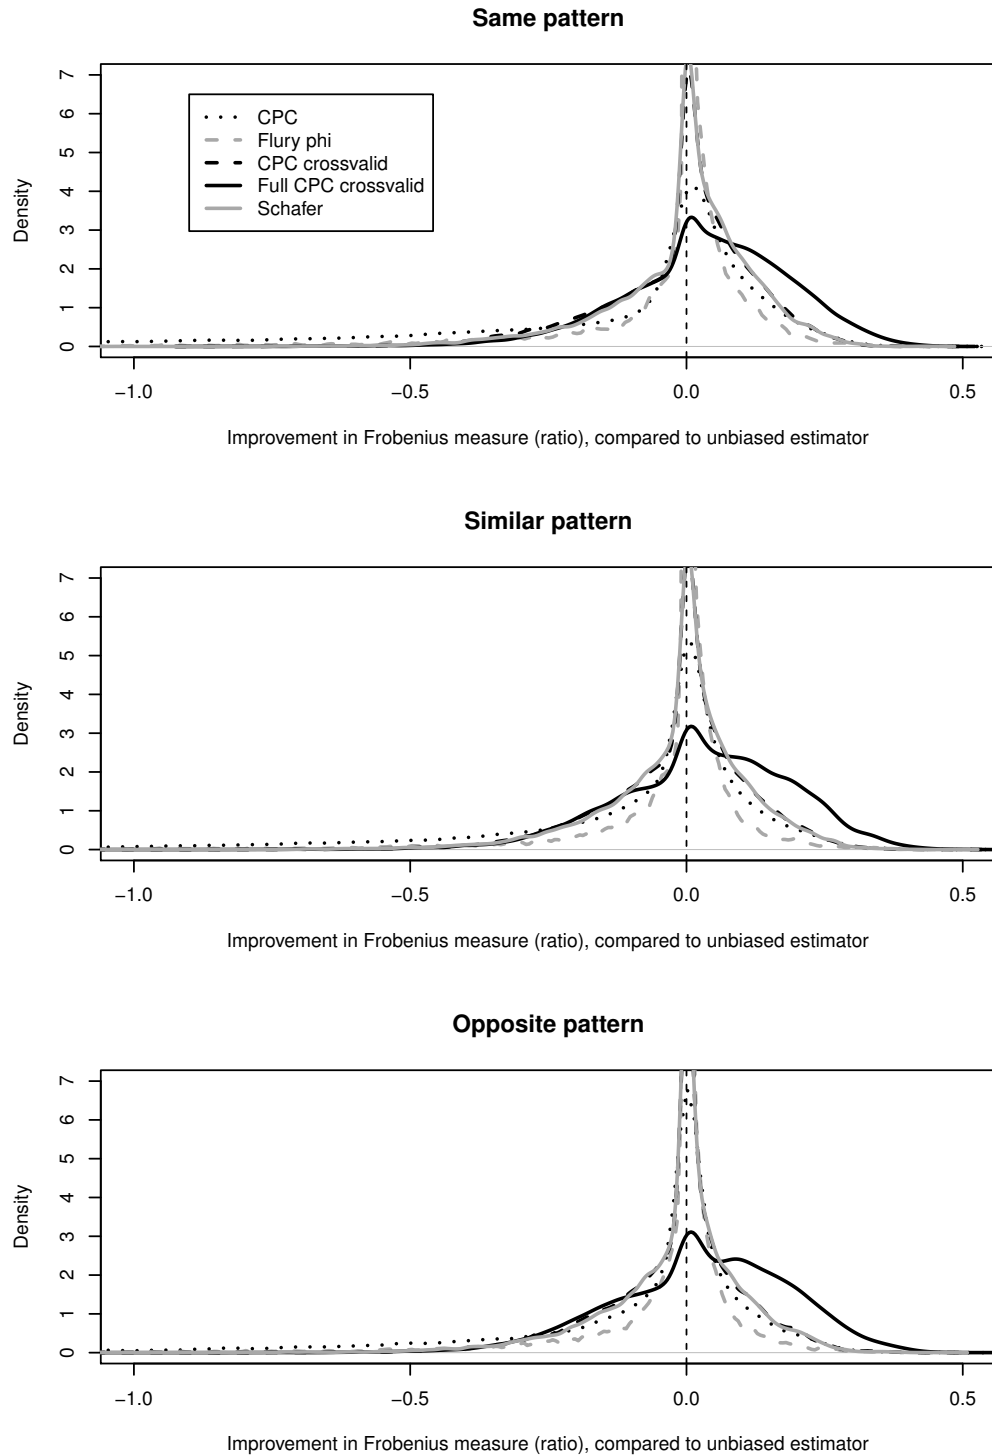 Same pattern
Density
7
6
5
4
3
2
1
0
CPC
Flury phi
CPC crossvalid
Full CPC crossvalid
Schafer
−1.0 −0.5 0.0 0.5
Improvement in Frobenius measure (ratio), compared to unbiased estimator
Similar pattern
Density
7
6
5
4
3
2
1
0
−1.0 −0.5 0.0 0.5
Improvement in Frobenius measure (ratio), compared to unbiased estimator
Opposite pattern
Density
7
6
5
4
3
2
1
0
−1.0 −0.5 0.0 0.5
Improvement in Frobenius measure (ratio), compared to unbiased estimator